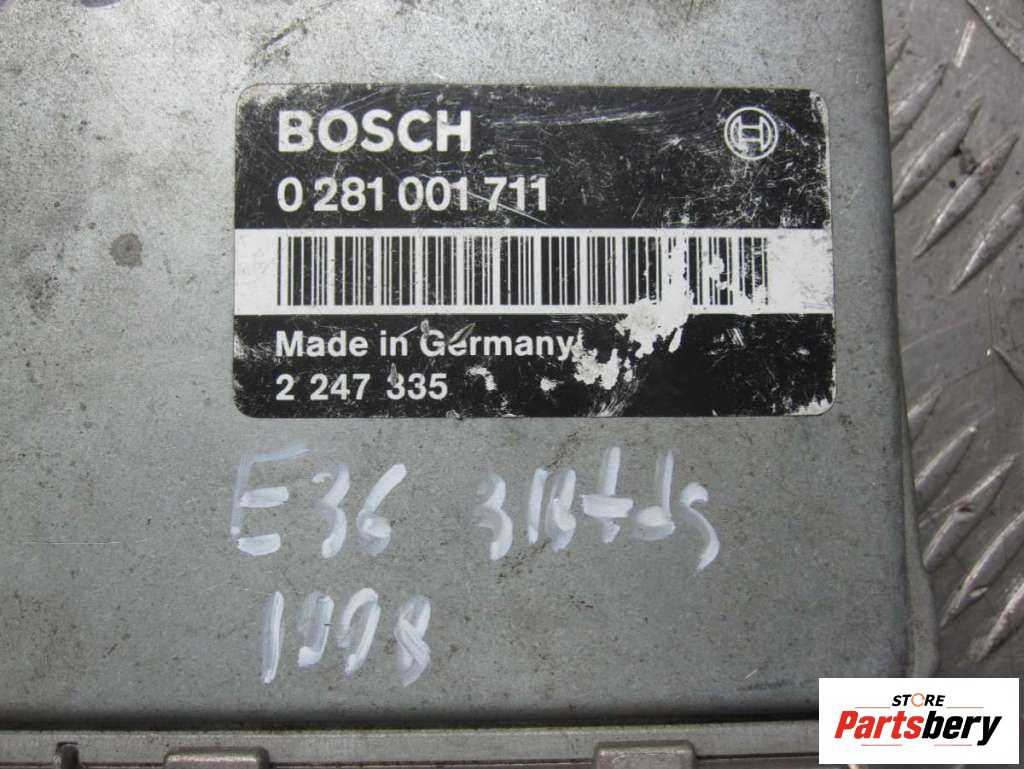 BOSCH
0 281 001 711
Made in Germany
2 247 335
E36 318tds
1998
STORE
Partsbery